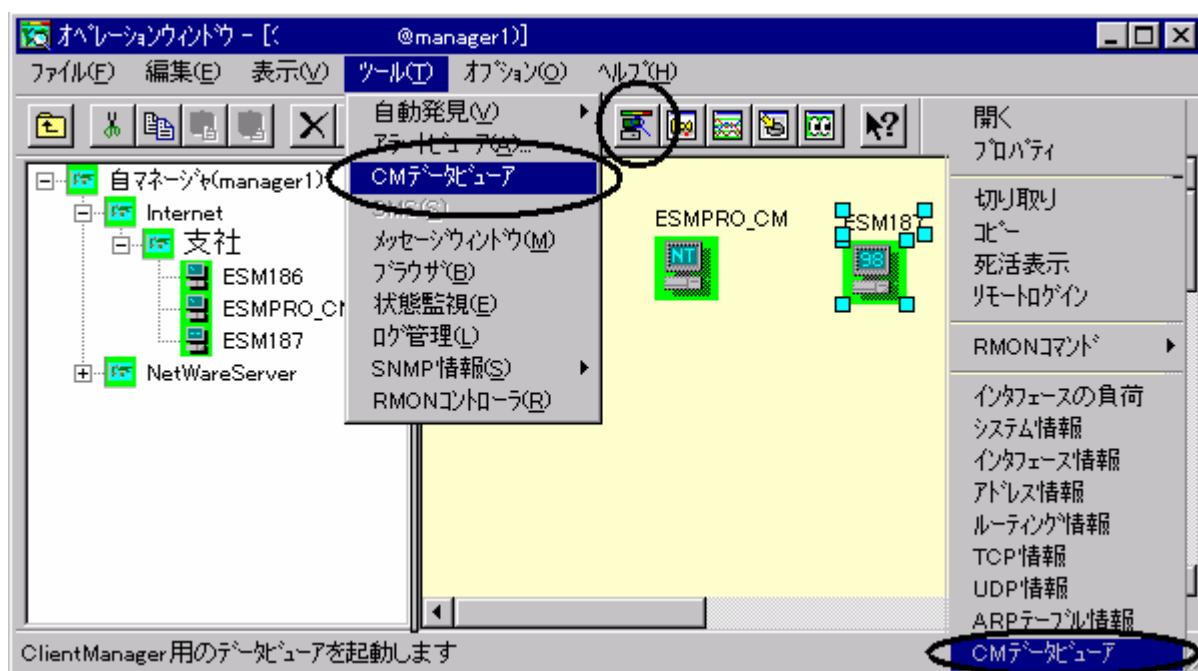 オペレーションウィンドウ - [( @manager1)]
ファイル(F) 編集(E) 表示(V) ツール(T) オプション(O) ヘルプ(H)
自動発見(V)
アラートビューア(A)...
CMデータビューア
DMS(S)
メッセージウィンドウ(M)
ブラウザ(B)
状態監視(E)
ログ管理(L)
SNMP情報(S)
RMONコントローラ(R)
自マネージャ(manager1)
Internet
支社
ESM186
ESMPRO_CM
ESM187
NetWareServer
ESMPRO_CM
NT
ESM187
98
開く
プロパティ
切り取り
コピー
死活表示
リモートログイン
RMONコマンド
インタフェースの負荷
システム情報
インタフェース情報
アドレス情報
ルーティング情報
TCP情報
UDP情報
ARPテーブル情報
CMデータビューア
ClientManager用のデータビューアを起動します